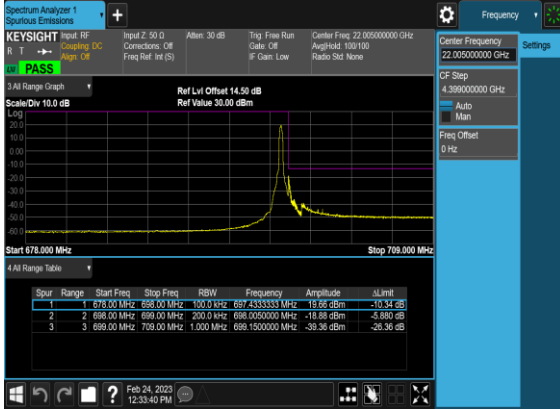 Spectrum Analyzer 1
Spurious Emissions
Frequency
KEYSIGHT Input: RF Input Z: 50 Ω Atten: 30 dB Trig: Free Run Center Freq: 22.005000000 GHz
R T Coupling: DC Corrections: Off Gate: Off Avg|Hold: 100/100
Align: Off Freq Ref: Int (S) IF Gain: Low Radio Std: None
PASS
Center Frequency
22.005000000 GHz
Settings
CF Step
4.399000000 GHz
Auto
Man
Freq Offset
0 Hz
3 All Range Graph
Ref Lvl Offset 14.50 dB
Scale/Div 10.0 dB Ref Value 30.00 dBm
Log
20.0
10.0
0.00
-10.0
-20.0
-30.0
-40.0
-50.0
-60.0
Start 678.000 MHz Stop 709.000 MHz
4 All Range Table
Spur Range Start Freq Stop Freq RBW Frequency Amplitude ΔLimit
1 1 678.00 MHz 698.00 MHz 100.0 kHz 697.4333333 MHz 19.66 dBm -10.34 dB
2 2 698.00 MHz 699.00 MHz 200.0 kHz 698.0050000 MHz -18.88 dBm -5.880 dB
3 3 699.00 MHz 709.00 MHz 1.000 MHz 699.1500000 MHz -39.36 dBm -26.36 dB
Feb 24, 2023
12:33:40 PM